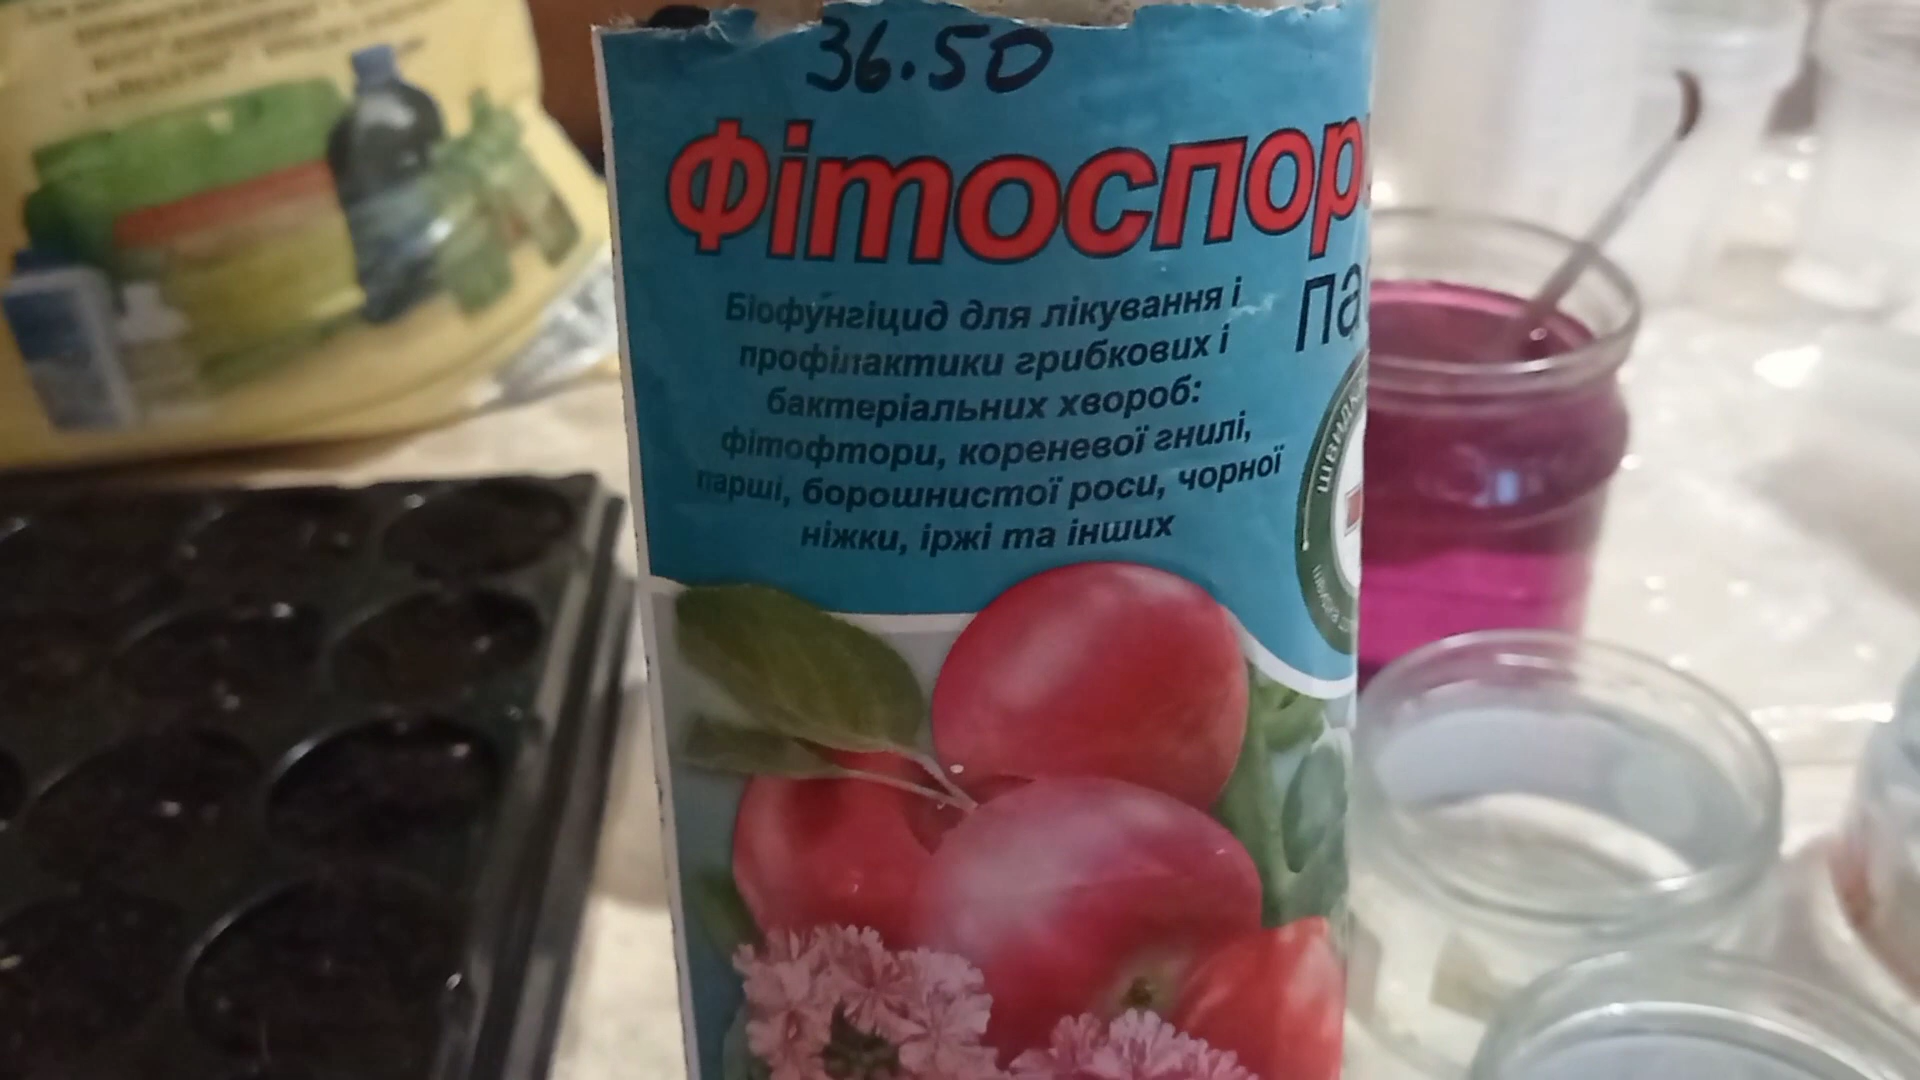 36.50
Фітоспор
Па
Біофунгіцид для лікування і
профілактики грибкових і
бактеріальних хвороб:
фітофтори, кореневої гнилі,
парші, борошнистої роси, чорної
ніжки, іржі та інших